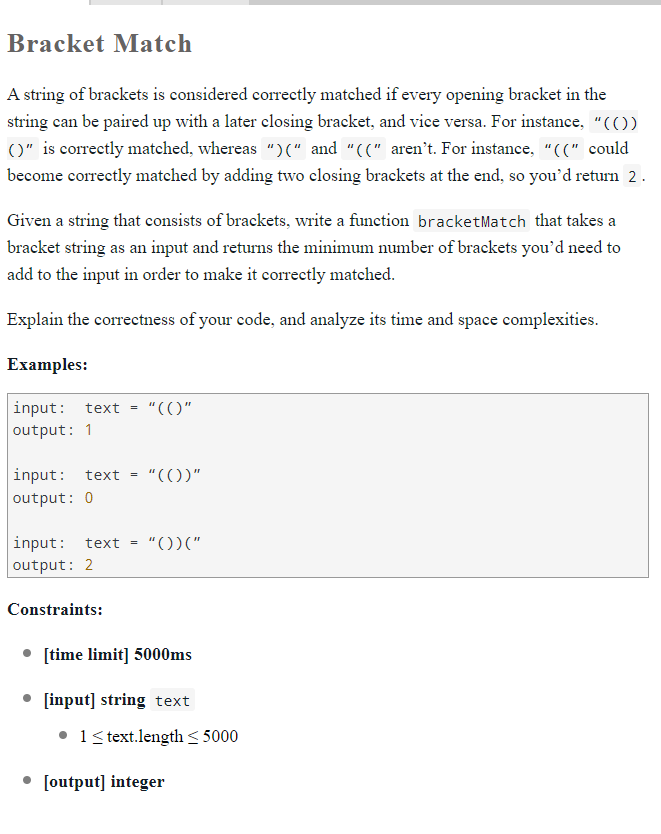 Bracket Match
A string of brackets is considered correctly matched if every opening bracket in the
string can be paired up with a later closing bracket, and vice versa. For instance, “(())
()” is correctly matched, whereas “)(“ and “((” aren’t. For instance, “((” could
become correctly matched by adding two closing brackets at the end, so you’d return 2.
Given a string that consists of brackets, write a function bracketMatch that takes a
bracket string as an input and returns the minimum number of brackets you’d need to
add to the input in order to make it correctly matched.
Explain the correctness of your code, and analyze its time and space complexities.
Examples:
input:  text = “(()”
output: 1
input:  text = “(())”
output: 0
input:  text = “())(”
output: 2
Constraints:
[time limit] 5000ms
[input] string text
1 ≤ text.length ≤ 5000
[output] integer